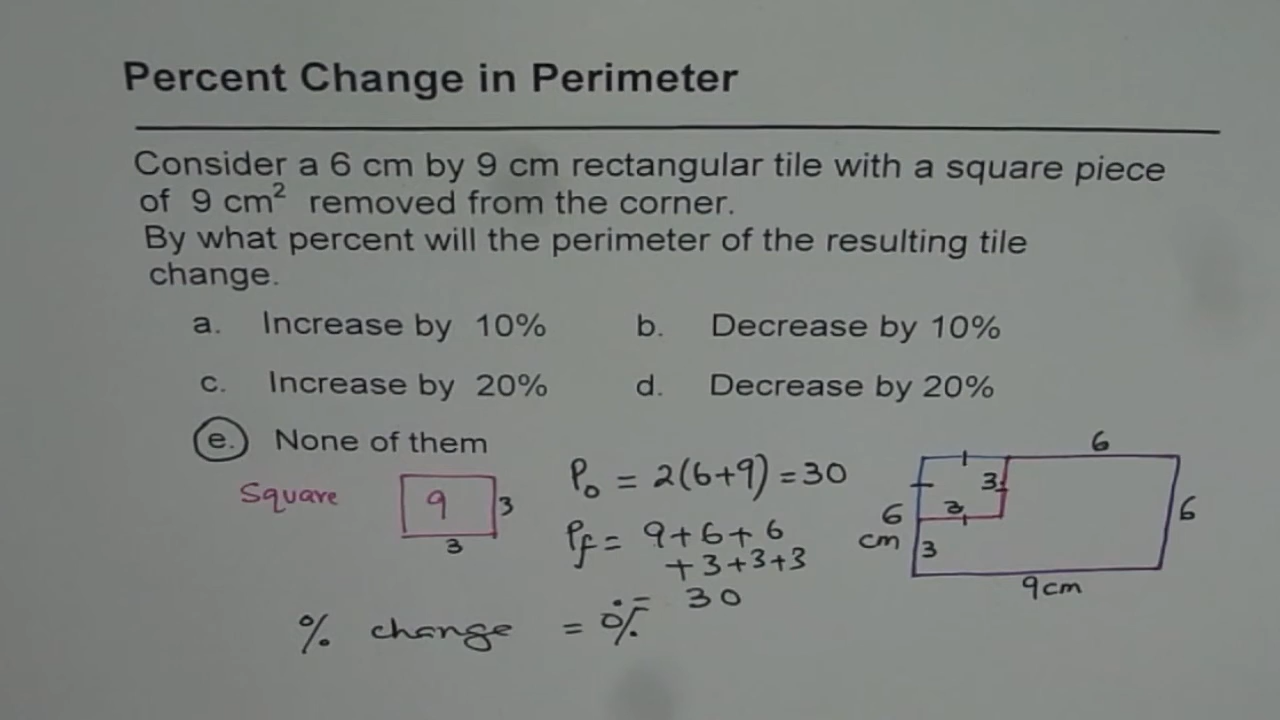 Percent Change in Perimeter
Consider a 6 cm by 9 cm rectangular tile with a square piece
of 9 cm² removed from the corner.
By what percent will the perimeter of the resulting tile
change.
a. Increase by 10% b. Decrease by 10%
c. Increase by 20% d. Decrease by 20%
e. None of them
Square 9 3
3
P₀ = 2(6+9) = 30
Pf = 9+6+6
+3+3+3
= 30
% change = 0%
6
3
3
6
cm
3
6
9cm